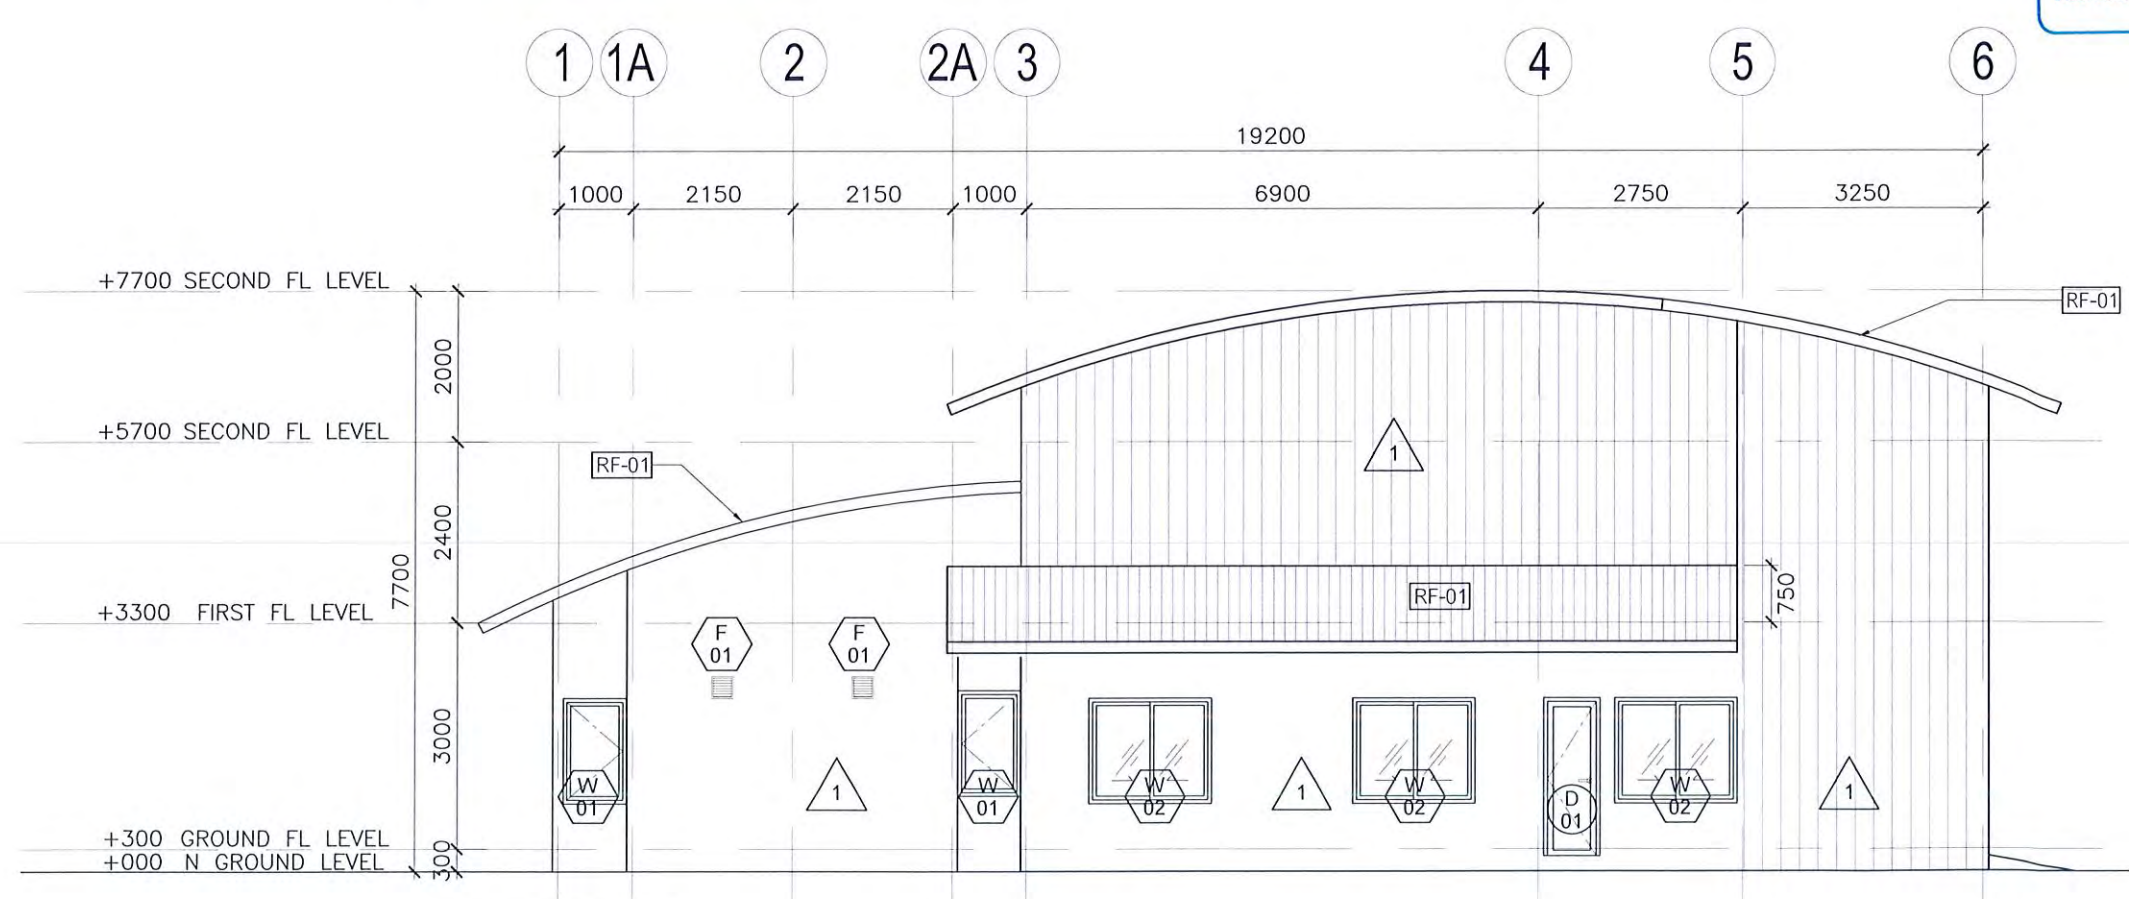 1 1A 2 2A 3 4 5 6
19200
1000 2150 2150 1000 6900 2750 3250
+7700 SECOND FL LEVEL
RF-01
2000
+5700 SECOND FL LEVEL
1
RF-01
2400
7700
750
RF-01
+3300 FIRST FL LEVEL
F
01
F
01
3000
W
01
1
W
01
W
02
1
W
02
D
01
W
02
1
+300 GROUND FL LEVEL
300
+000 N GROUND LEVEL